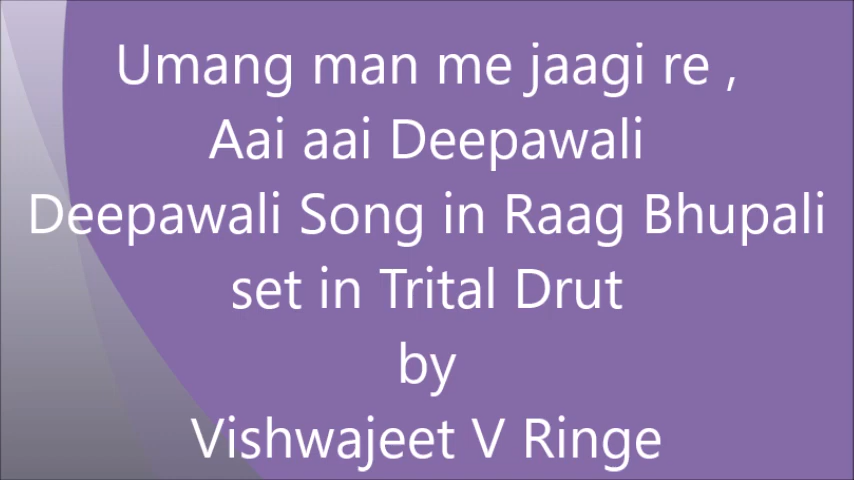 Umang man me jaagi re ,
Aai aai Deepawali
Deepawali Song in Raag Bhupali
set in Trital Drut
by
Vishwajeet V Ringe